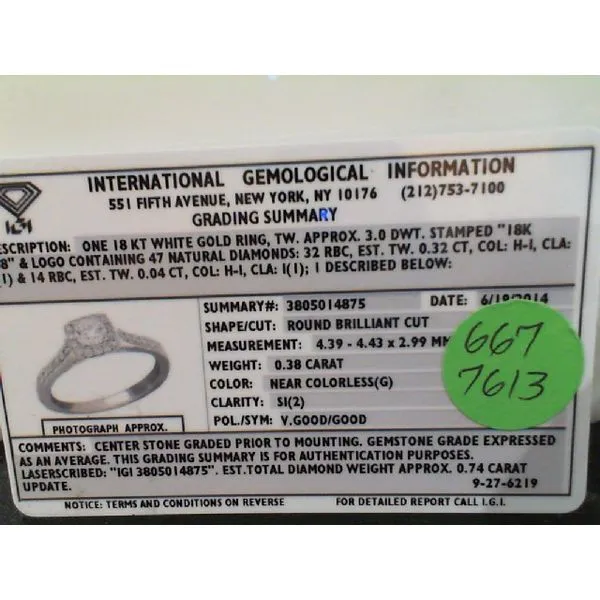 INTERNATIONAL GEMOLOGICAL INFORMATION
551 FIFTH AVENUE, NEW YORK, NY 10176 (212)753-7100
GRADING SUMMARY
IGI
ESCRIPTION: ONE 18 KT WHITE GOLD RING, TW. APPROX. 3.0 DWT. STAMPED "18K
8" & LOGO CONTAINING 47 NATURAL DIAMONDS: 32 RBC, EST. TW. 0.32 CT, COL: H-I, CLA:
1) & 14 RBC, EST. TW. 0.04 CT, COL: H-I, CLA: I(1); 1 DESCRIBED BELOW:
SUMMARY#: 3805014875 DATE: 6/19/2014
SHAPE/CUT: ROUND BRILLIANT CUT
MEASUREMENT: 4.39 - 4.43 x 2.99 MM
WEIGHT: 0.38 CARAT
COLOR: NEAR COLORLESS(G)
CLARITY: SI(2)
POL./SYM: V.GOOD/GOOD
667
7613
PHOTOGRAPH APPROX.
COMMENTS: CENTER STONE GRADED PRIOR TO MOUNTING. GEMSTONE GRADE EXPRESSED
AS AN AVERAGE. THIS GRADING SUMMARY IS FOR AUTHENTICATION PURPOSES.
LASERSCRIBED: "IGI 3805014875". EST.TOTAL DIAMOND WEIGHT APPROX. 0.74 CARAT
UPDATE. 9-27-6219
NOTICE: TERMS AND CONDITIONS ON REVERSE FOR DETAILED REPORT CALL I.G.I.